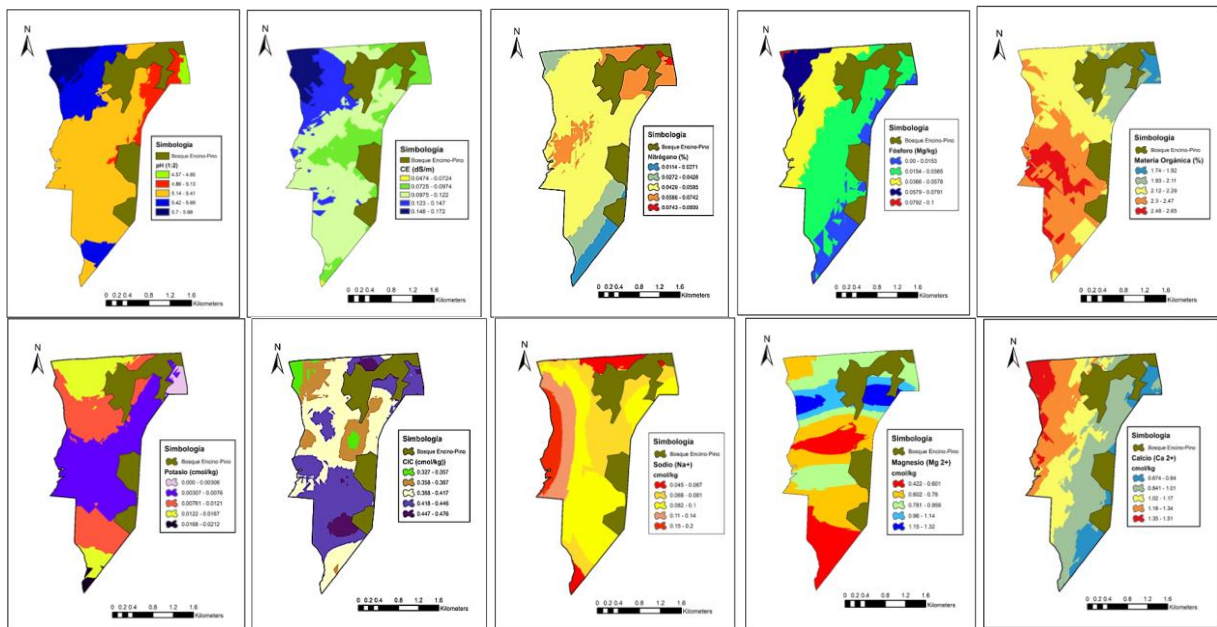 N
Simbología
Bosque Encino-Pino
pH (1:2)
4.57 - 4.85
4.86 - 5.13
5.14 - 5.41
5.42 - 5.69
5.7 - 5.98
0 0.2 0.4 0.8 1.2 1.6
Kilometers
N
Simbología
Bosque Encino-Pino
CE (dS/m)
0.0474 - 0.0724
0.0725 - 0.0974
0.0975 - 0.122
0.123 - 0.147
0.148 - 0.172
0 0.2 0.4 0.8 1.2 1.6
Kilometers
N
Simbología
Bosque Encino-Pino
Nitrógeno (%)
0.0114 - 0.0271
0.0272 - 0.0428
0.0429 - 0.0585
0.0586 - 0.0742
0.0743 - 0.0899
0 0.2 0.4 0.8 1.2 1.6
Kilometers
N
Simbología
Bosque Encino-Pino
Fósforo (Mg/kg)
0.00 - 0.0153
0.0154 - 0.0365
0.0366 - 0.0578
0.0579 - 0.0791
0.0792 - 0.1
0 0.2 0.4 0.8 1.2 1.6
Kilometers
N
Simbología
Bosque Encino-Pino
Materia Orgánica (%)
1.74 - 1.92
1.93 - 2.11
2.12 - 2.29
2.3 - 2.47
2.48 - 2.65
0 0.2 0.4 0.8 1.2 1.6
Kilometers
N
Simbología
Bosque Encino-Pino
Potasio (cmol/kg)
0.000 - 0.00306
0.00307 - 0.0076
0.00761 - 0.0121
0.0122 - 0.0167
0.0168 - 0.0212
0 0.2 0.4 0.8 1.2 1.6
Kilometers
N
Simbología
Bosque Encino-Pino
CIC (cmol/kg))
0.327 - 0.357
0.358 - 0.387
0.388 - 0.417
0.418 - 0.446
0.447 - 0.476
0 0.2 0.4 0.8 1.2 1.6
Kilometers
N
Simbología
Bosque Encino-Pino
Sodio (Na+)
cmol/kg
0.045 - 0.067
0.068 - 0.081
0.082 - 0.1
0.11 - 0.14
0.15 - 0.2
0 0.2 0.4 0.8 1.2 1.6
Kilometers
N
Simbología
Bosque Encino-Pino
Magnesio (Mg 2+)
cmol/kg
0.422 - 0.601
0.602 - 0.78
0.781 - 0.959
0.96 - 1.14
1.15 - 1.32
0 0.2 0.4 0.8 1.2 1.6
Kilometers
N
Simbología
Bosque Encino-Pino
Calcio (Ca 2+)
cmol/kg
0.674 - 0.84
0.841 - 1.01
1.02 - 1.17
1.18 - 1.34
1.35 - 1.51
0 0.2 0.4 0.8 1.2 1.6
Kilometers